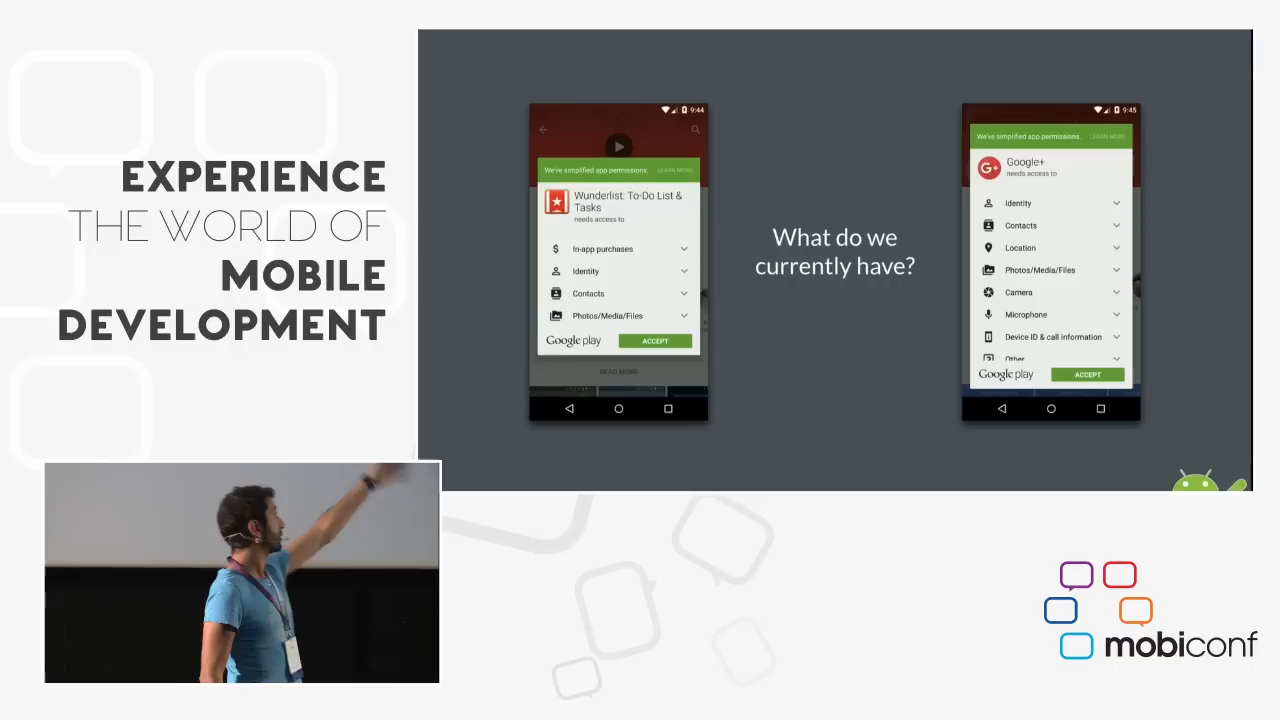 EXPERIENCE
THE WORLD OF
MOBILE
DEVELOPMENT
9:44
We've simplified app permissions. LEARN MORE
Wunderlist: To-Do List &
Tasks
needs access to
In-app purchases
Identity
Contacts
Photos/Media/Files
Google play ACCEPT
READ MORE
What do we
currently have?
9:45
We've simplified app permissions. LEARN MORE
G+ Google+
needs access to
Identity
Contacts
Location
Photos/Media/Files
Camera
Microphone
Device ID & call information
Other
Google play ACCEPT
mobiconf